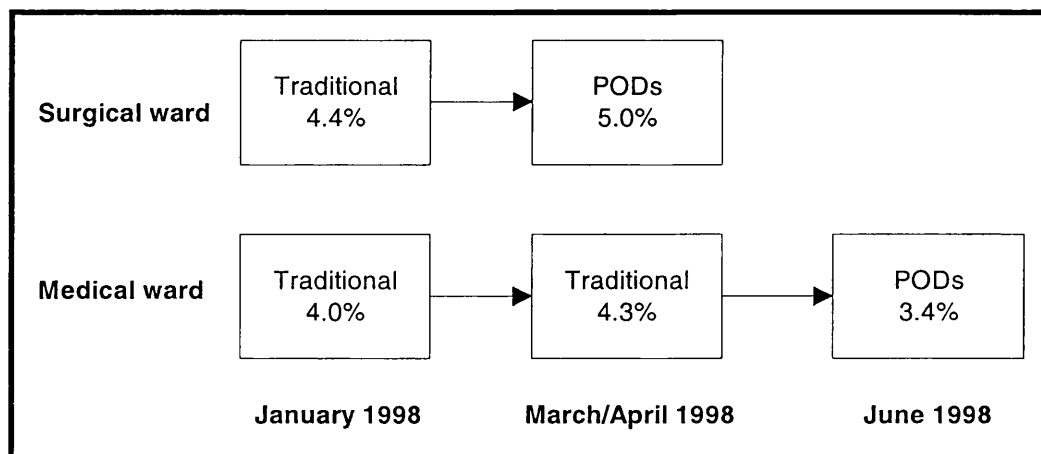 Surgical ward
Traditional
4.4%
PODs
5.0%
Medical ward
Traditional
4.0%
Traditional
4.3%
PODs
3.4%
January 1998
March/April 1998
June 1998